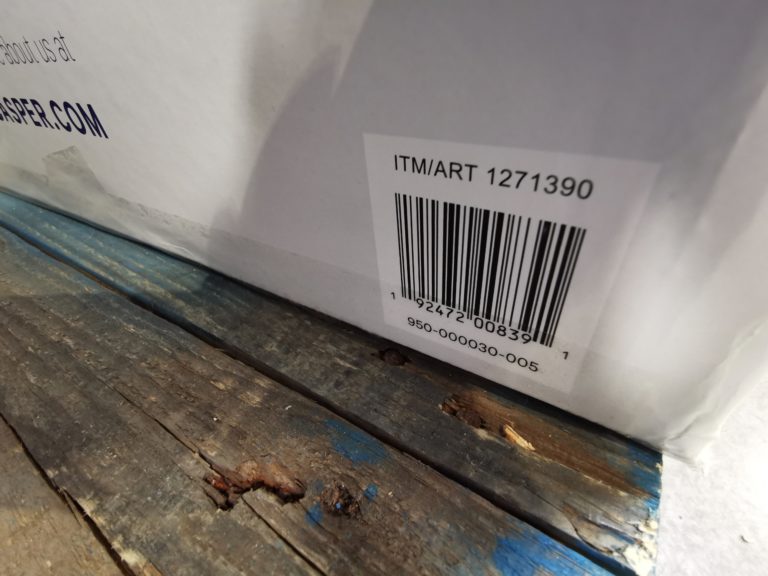 about us at
ASPER.COM
ITM/ART 1271390
1 92472 00839 1
950-000030-005